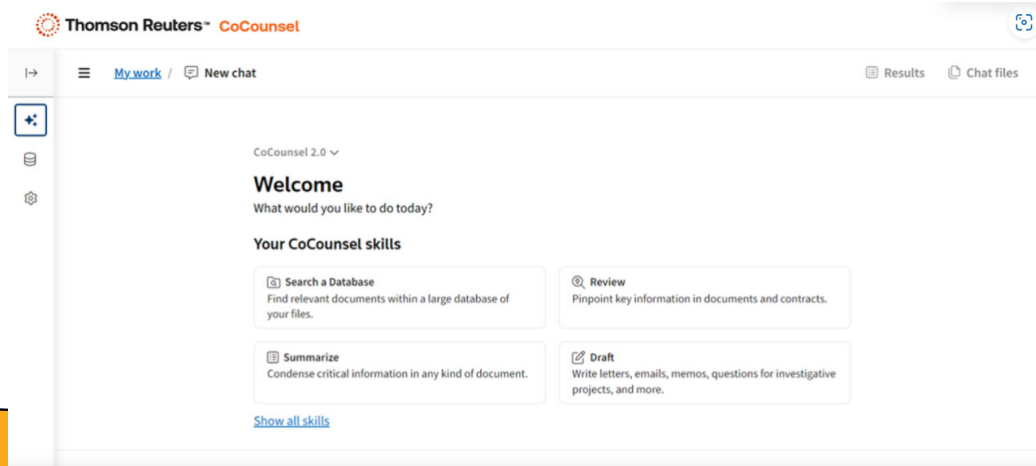 Thomson Reuters™ CoCounsel
My work / New chat
Results
Chat files
CoCounsel 2.0
Welcome
What would you like to do today?
Your CoCounsel skills
Search a Database
Find relevant documents within a large database of
your files.
Review
Pinpoint key information in documents and contracts.
Summarize
Condense critical information in any kind of document.
Draft
Write letters, emails, memos, questions for investigative
projects, and more.
Show all skills